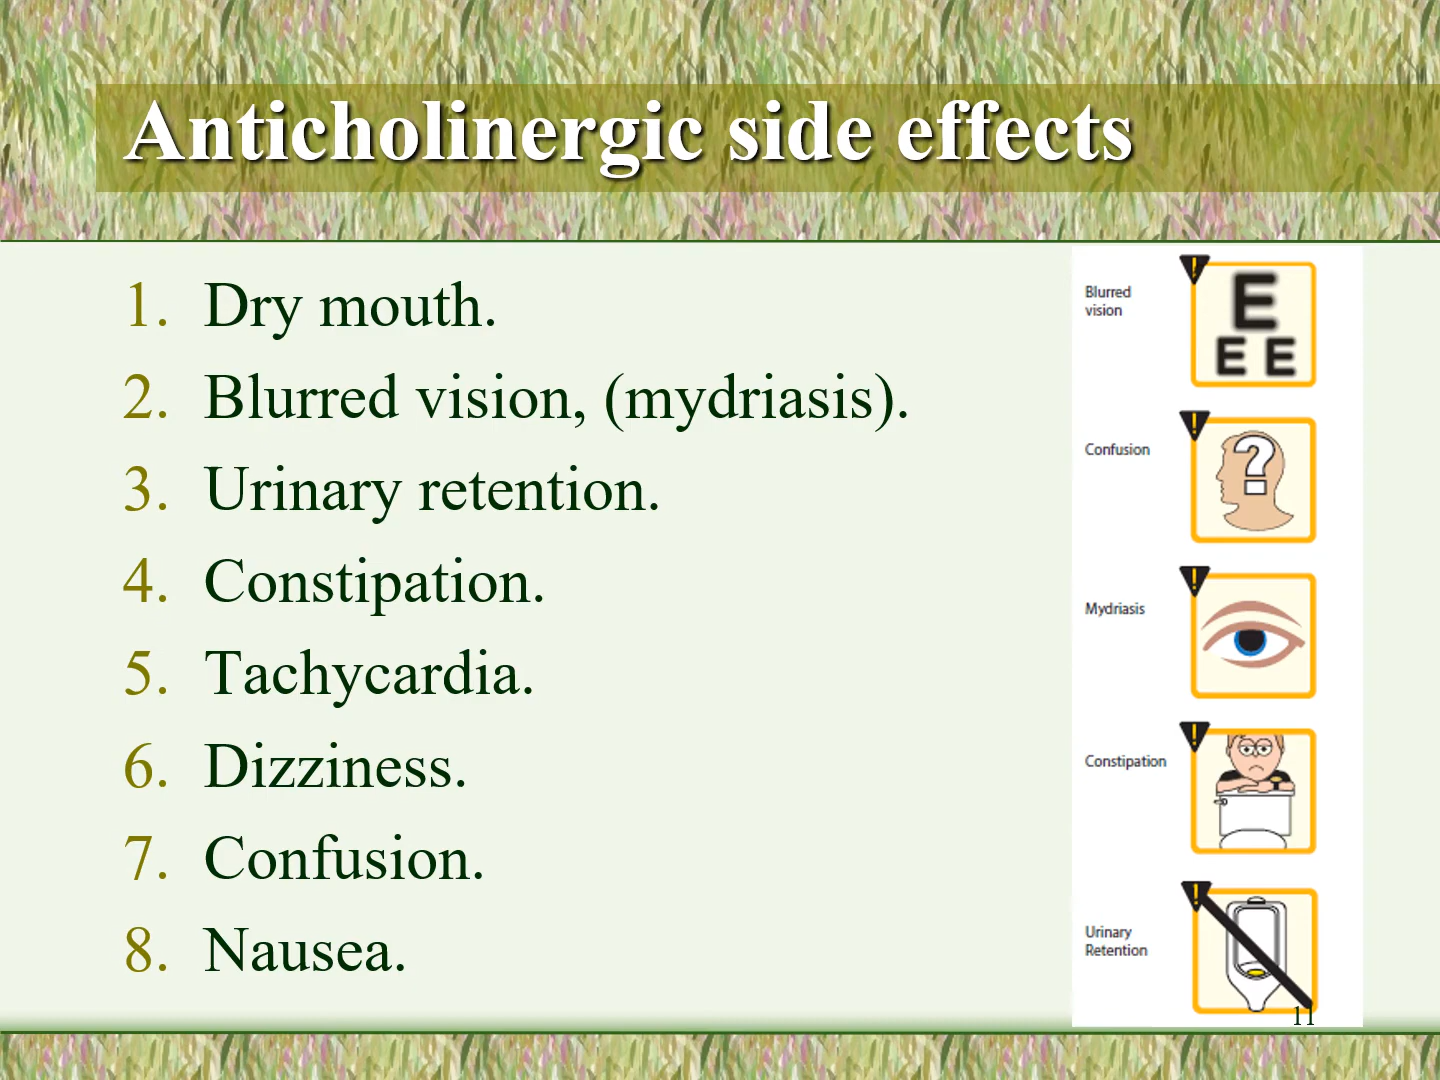 Anticholinergic side effects
1. Dry mouth.
2. Blurred vision, (mydriasis).
3. Urinary retention.
4. Constipation.
5. Tachycardia.
6. Dizziness.
7. Confusion.
8. Nausea.
Blurred
vision
!
E
E E
Confusion
!
?
Mydriasis
!
Constipation
!
Urinary
Retention
!
11